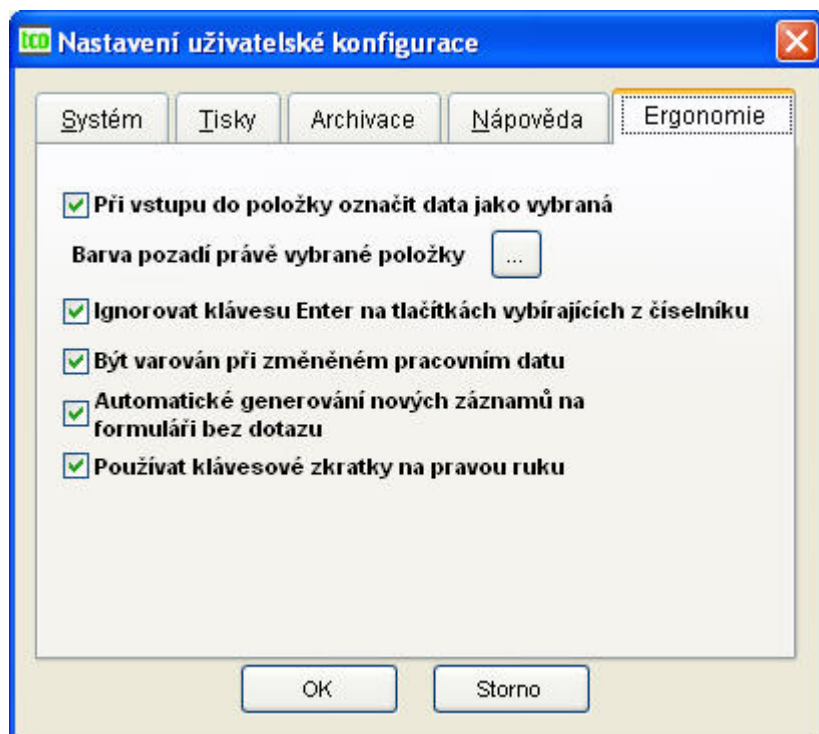 tco Nastavení uživatelské konfigurace
Systém Tisky Archivace Nápověda Ergonomie
Při vstupu do položky označit data jako vybraná
Barva pozadí právě vybrané položky ...
Ignorovat klávesu Enter na tlačítkách vybírajících z číselníku
Být varován při změněném pracovním datu
Automatické generování nových záznamů na
formuláři bez dotazu
Používat klávesové zkratky na pravou ruku
OK Storno